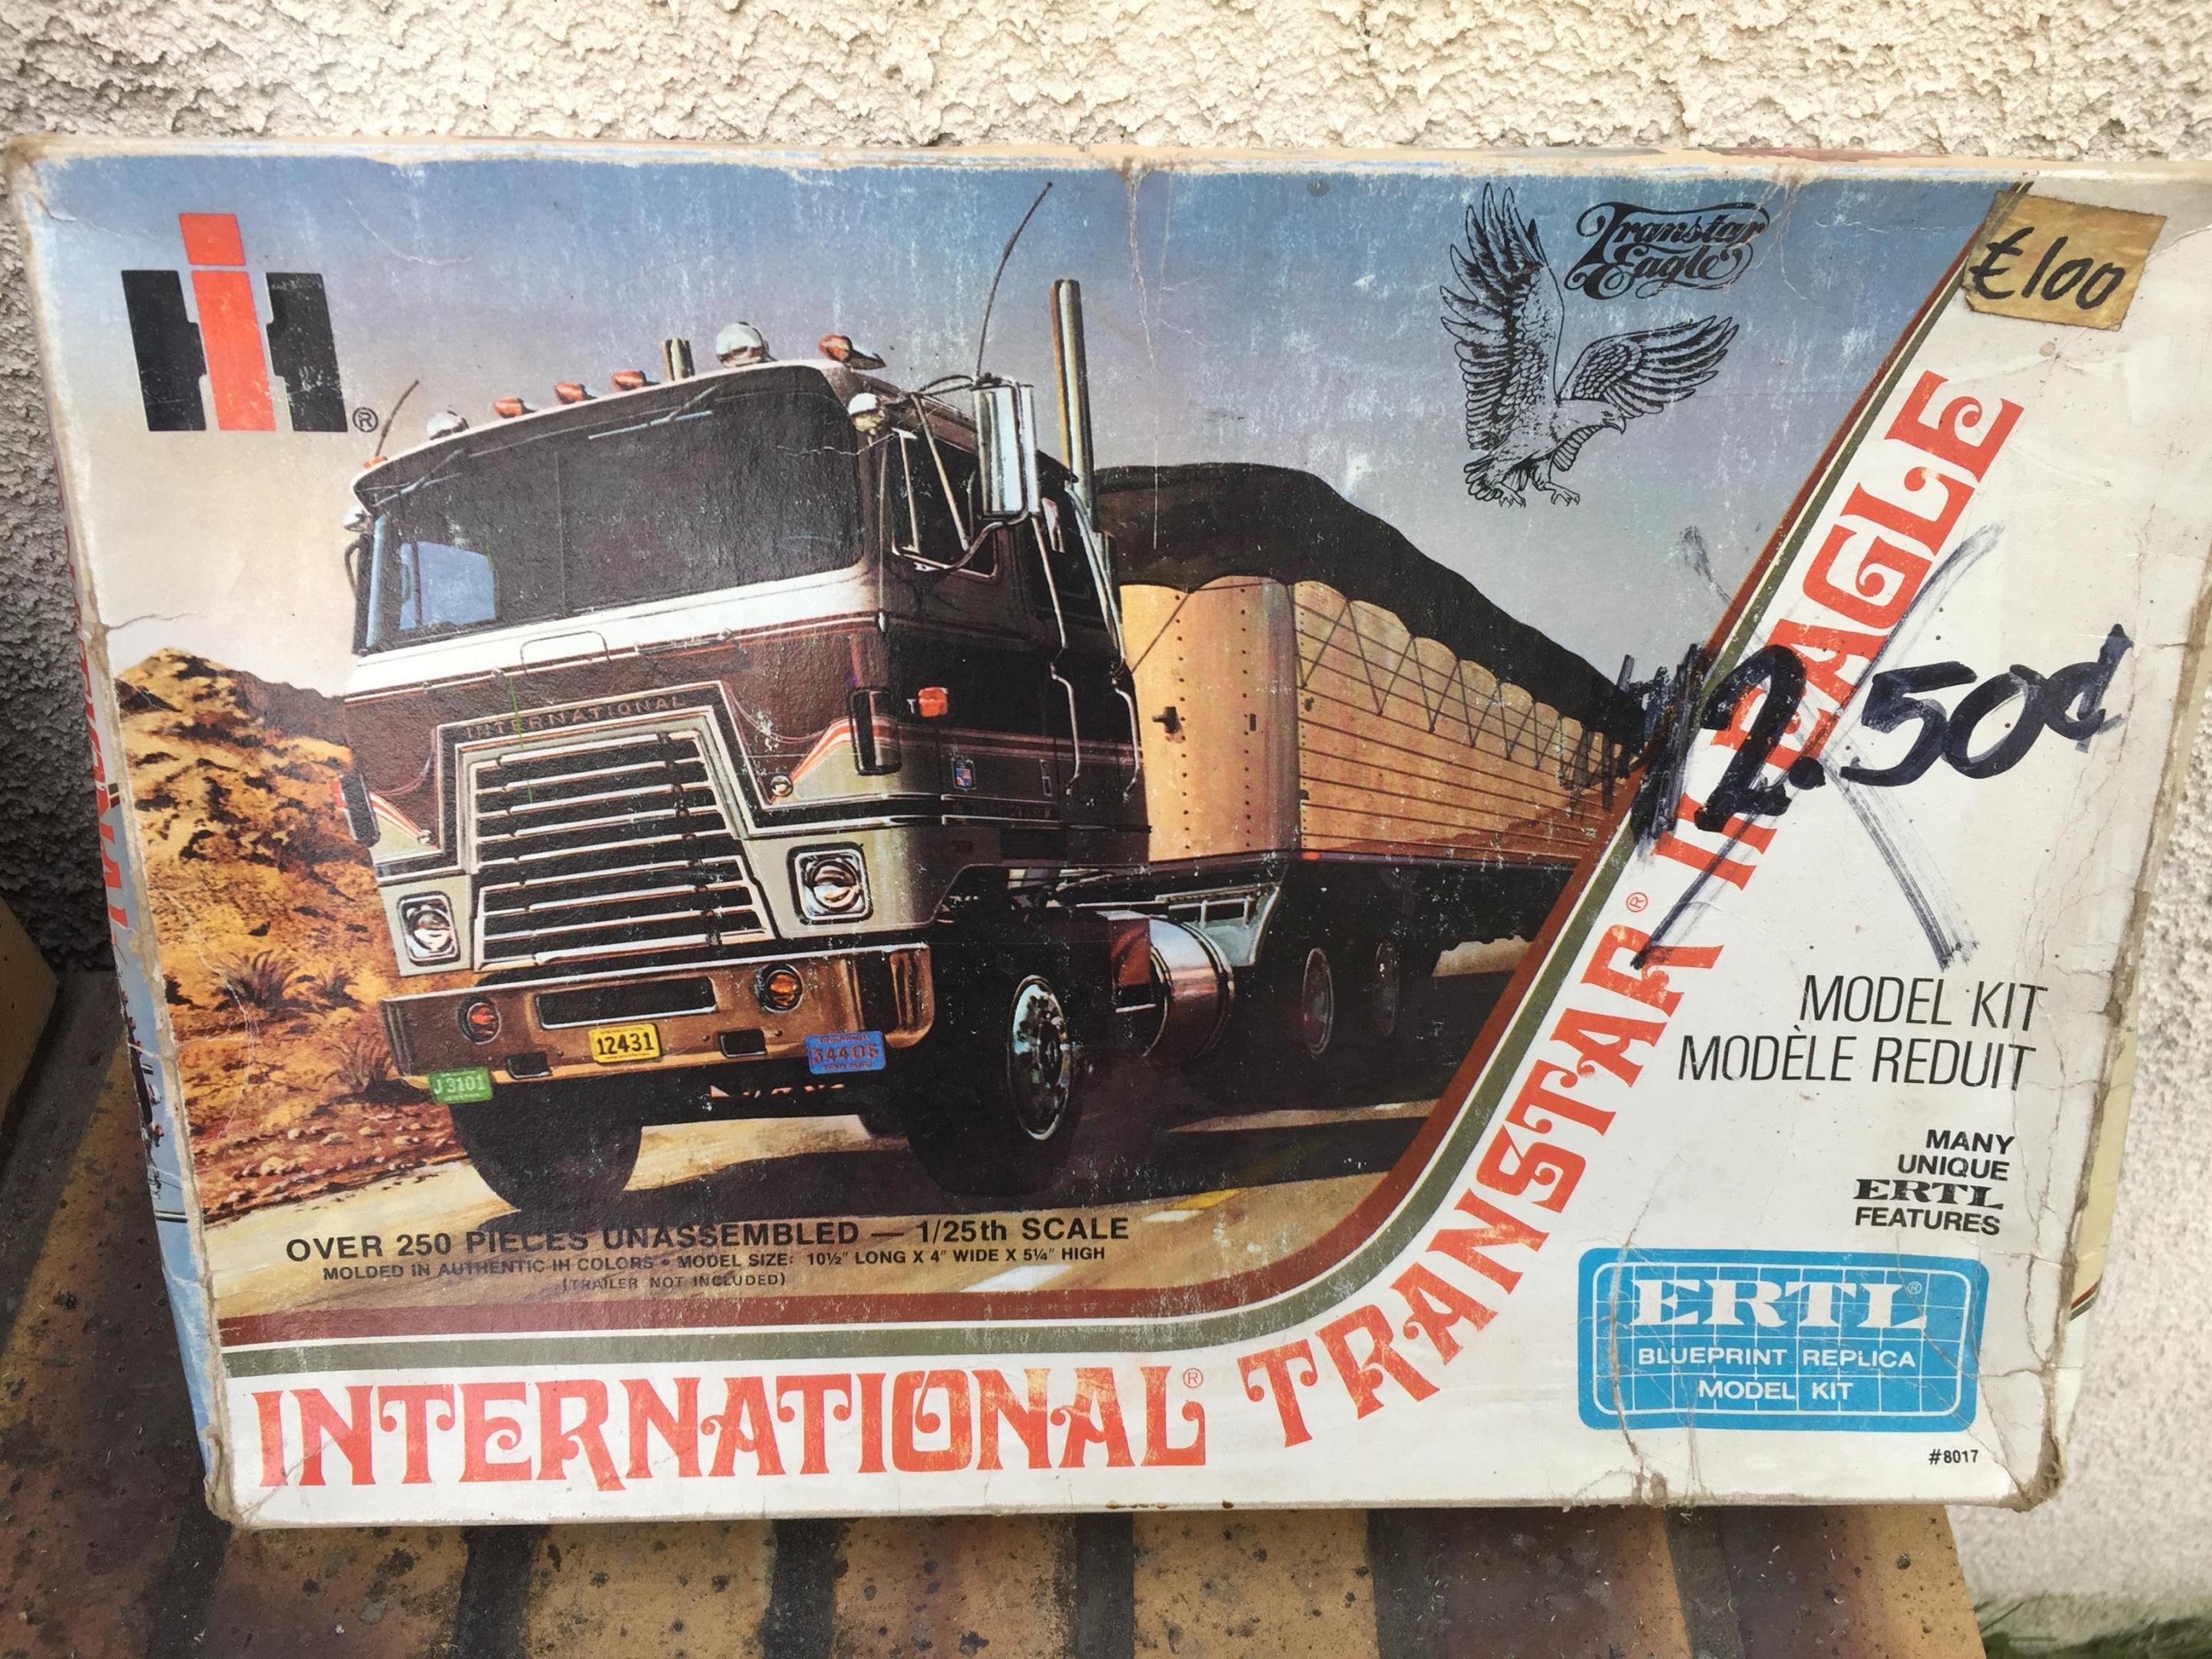 IH®
Transtar
Eagle
€100
INTERNATIONAL
12431
J 3101
34405
2.50¢
MODEL KIT
MODÈLE REDUIT
MANY
UNIQUE
ERTL
FEATURES
OVER 250 PIECES UNASSEMBLED — 1/25th SCALE
MOLDED IN AUTHENTIC IH COLORS • MODEL SIZE: 10½" LONG X 4" WIDE X 5¼" HIGH
(TRAILER NOT INCLUDED)
INTERNATIONAL® TRANSTAR® II EAGLE
ERTL®
BLUEPRINT REPLICA
MODEL KIT
#8017